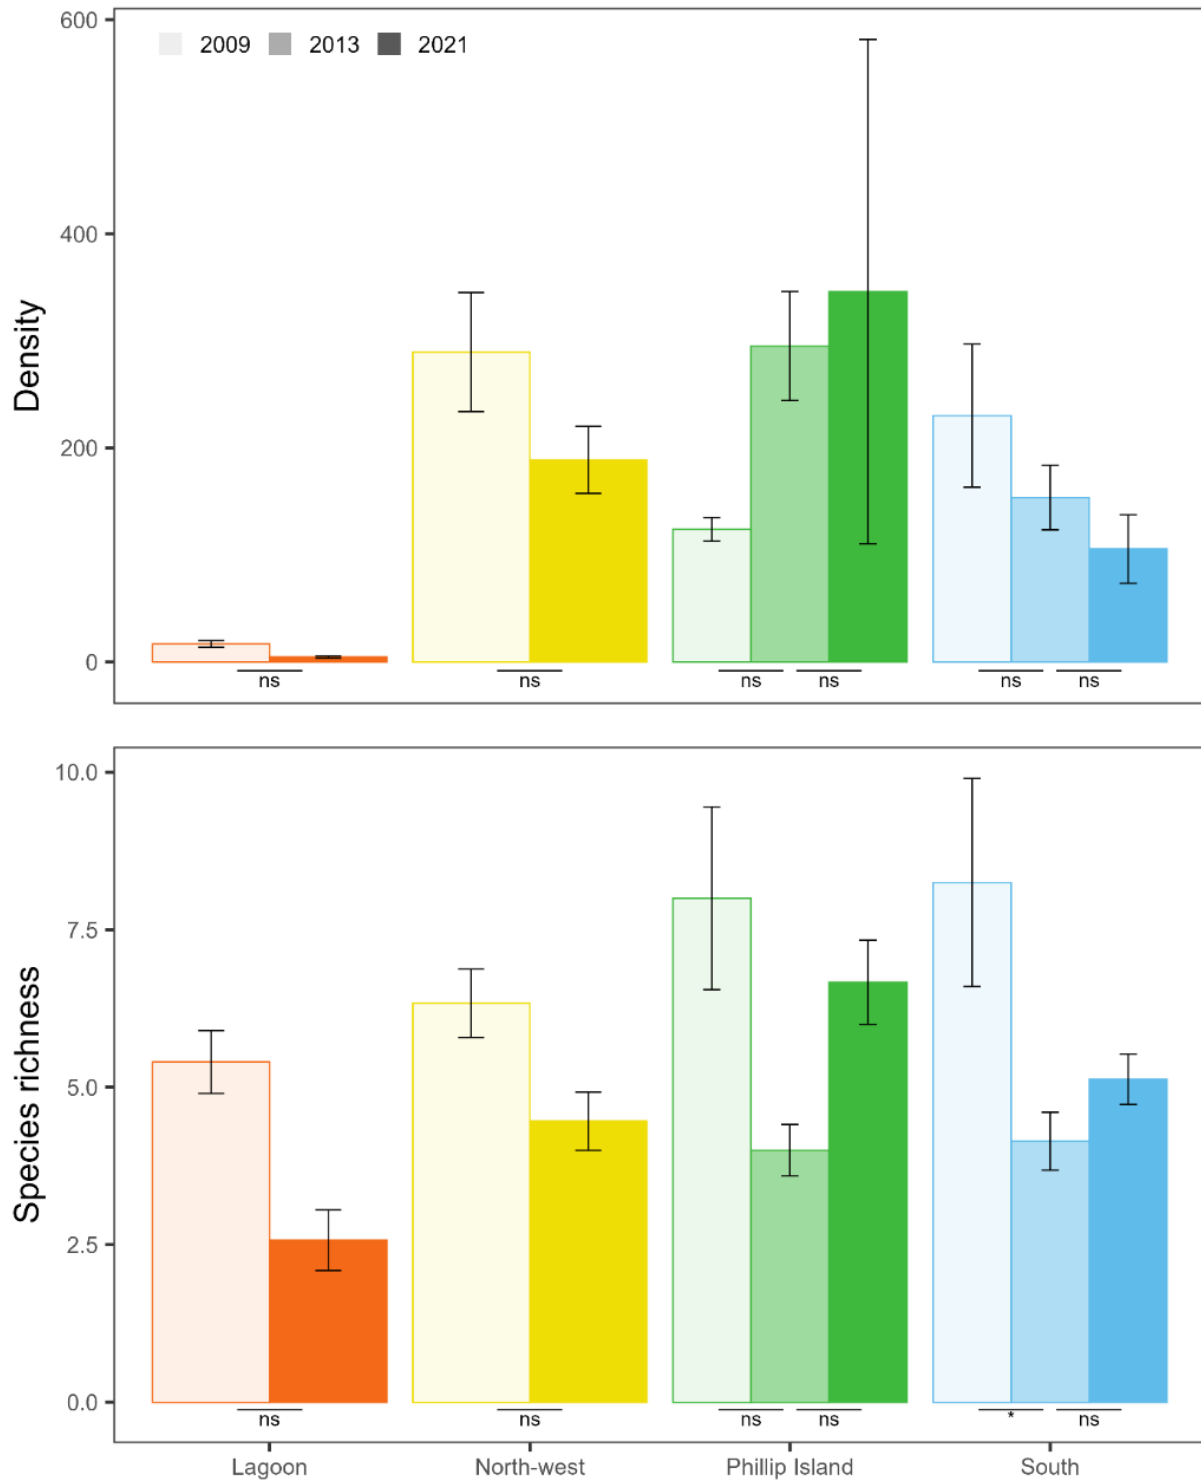 600
2009 2013 2021
400
Density
200
0
ns ns ns ns ns ns
10.0
7.5
Species richness
5.0
2.5
0.0
ns ns ns ns * ns
Lagoon North-west Phillip Island South